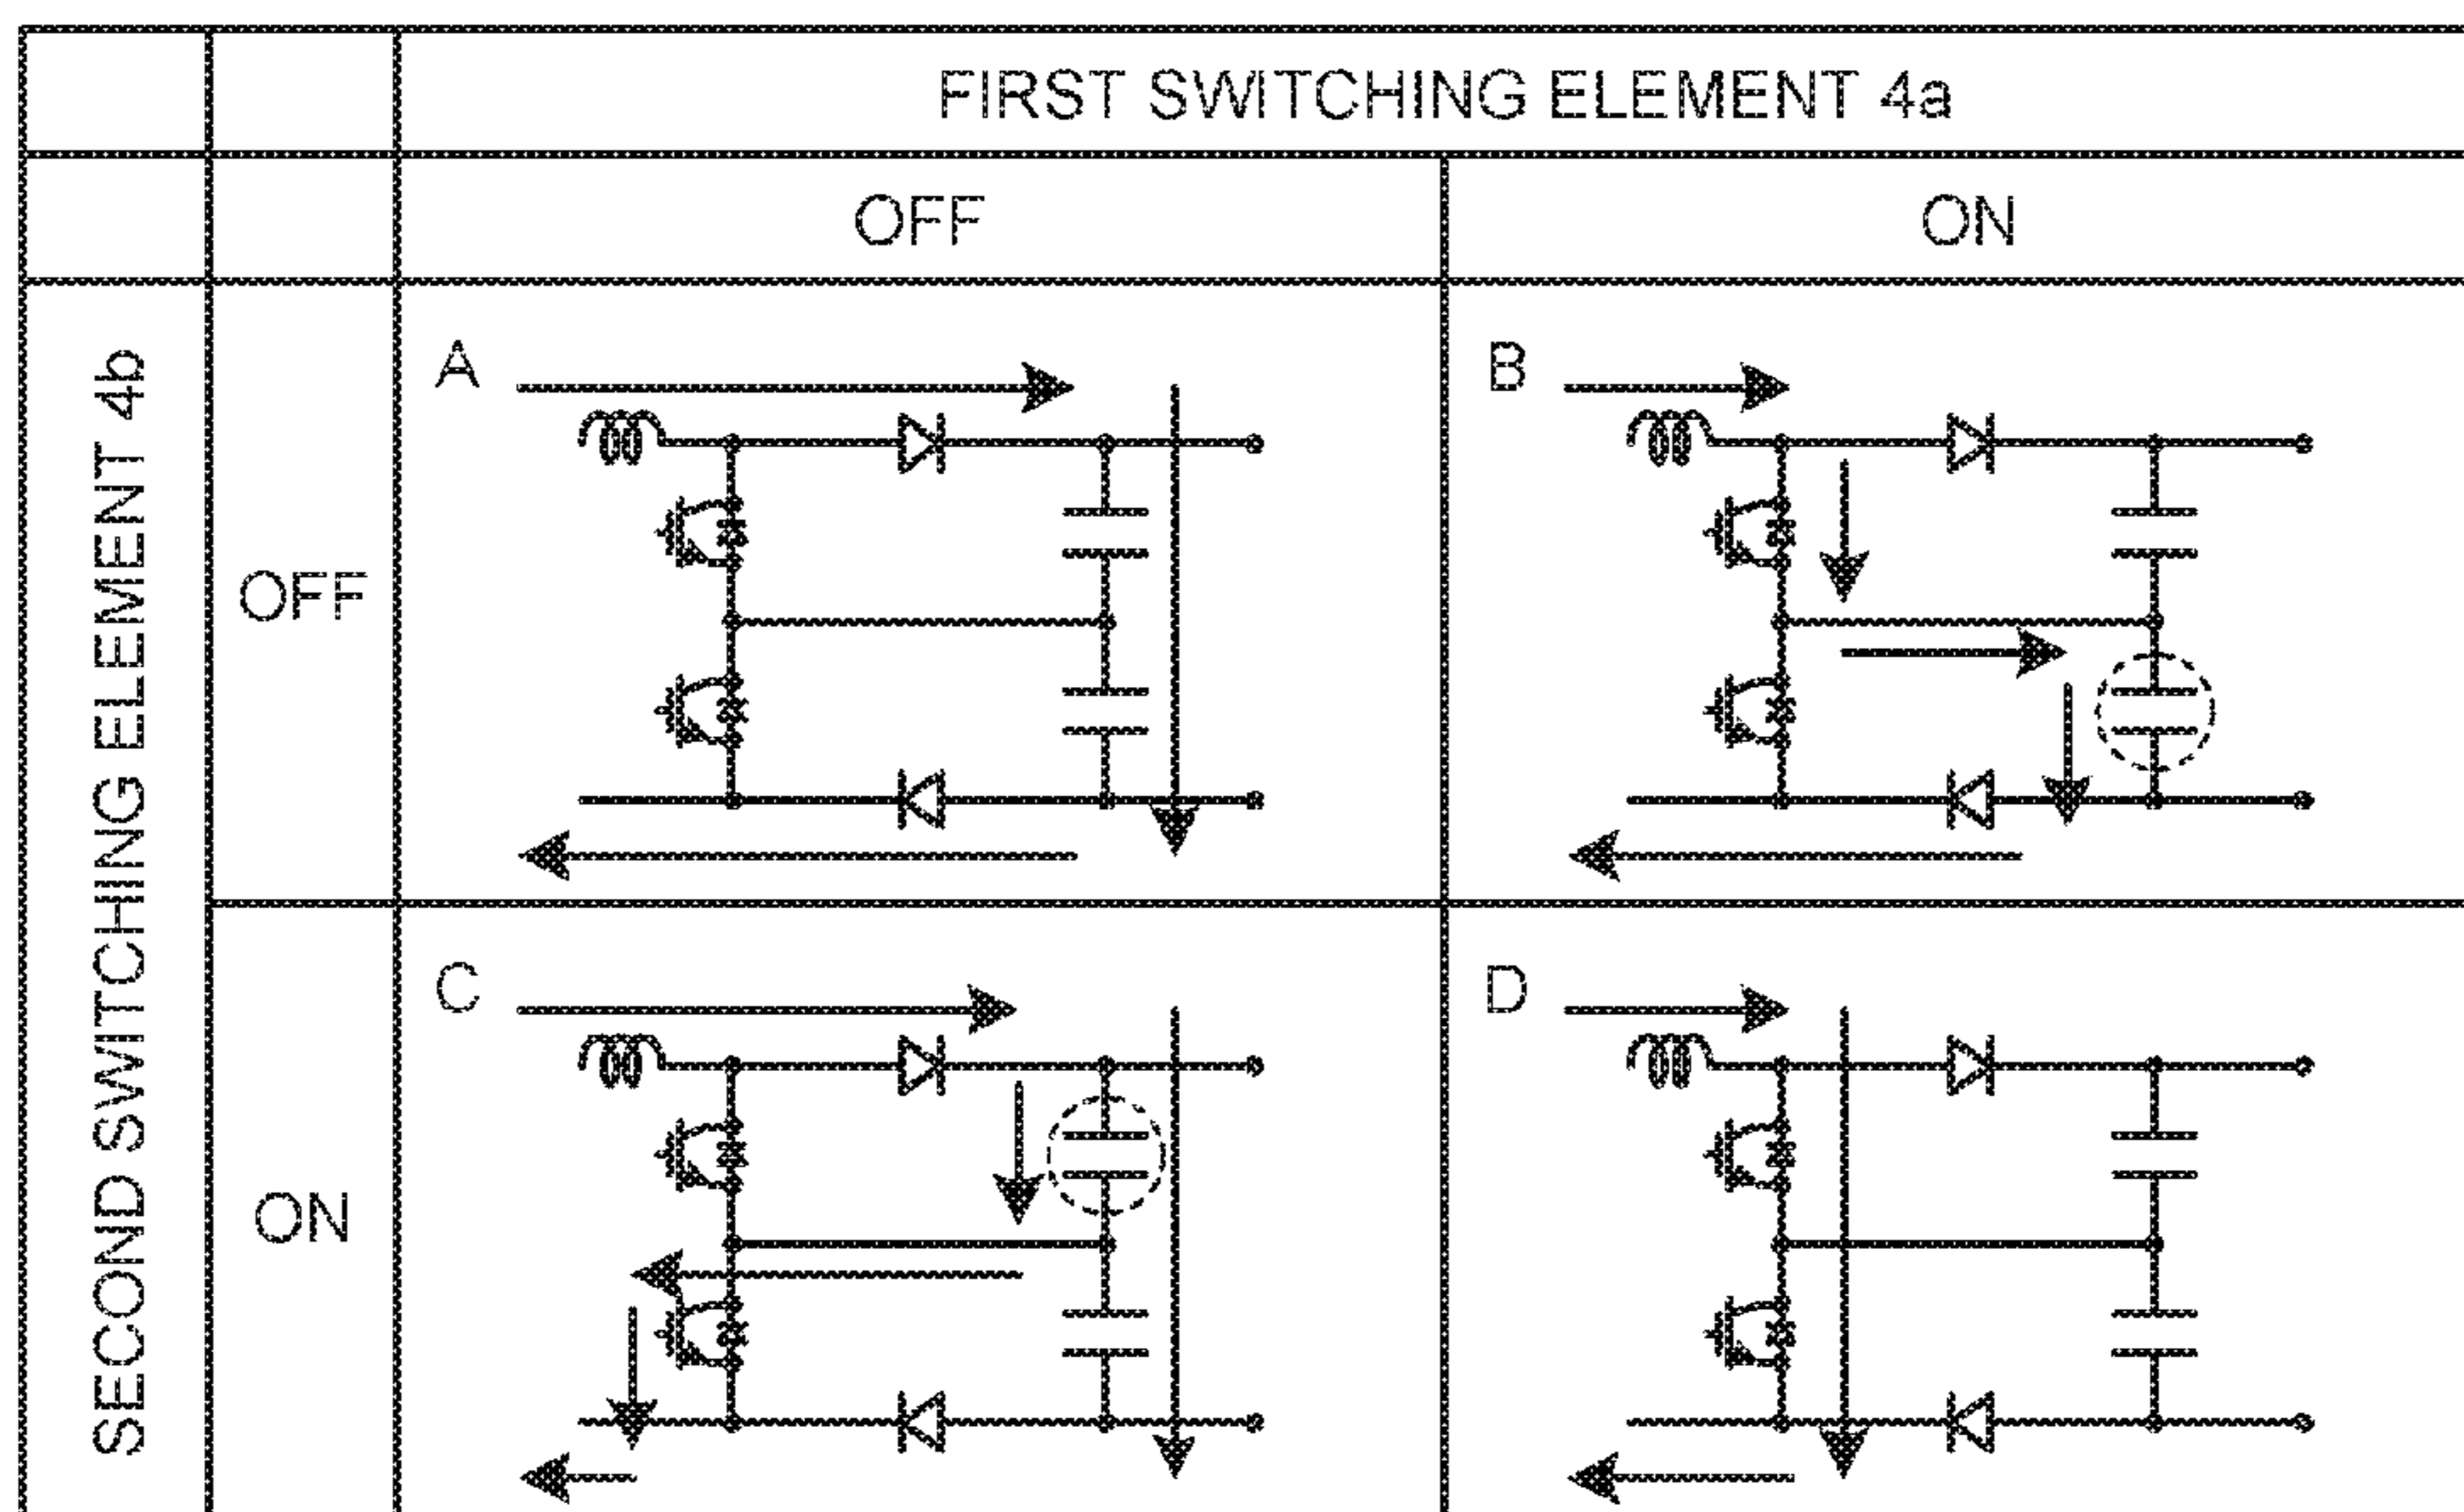 FIRST SWITCHING ELEMENT 4a
OFF
ON
SECOND SWITCHING ELEMENT 4b
OFF
A
B
ON
C
D